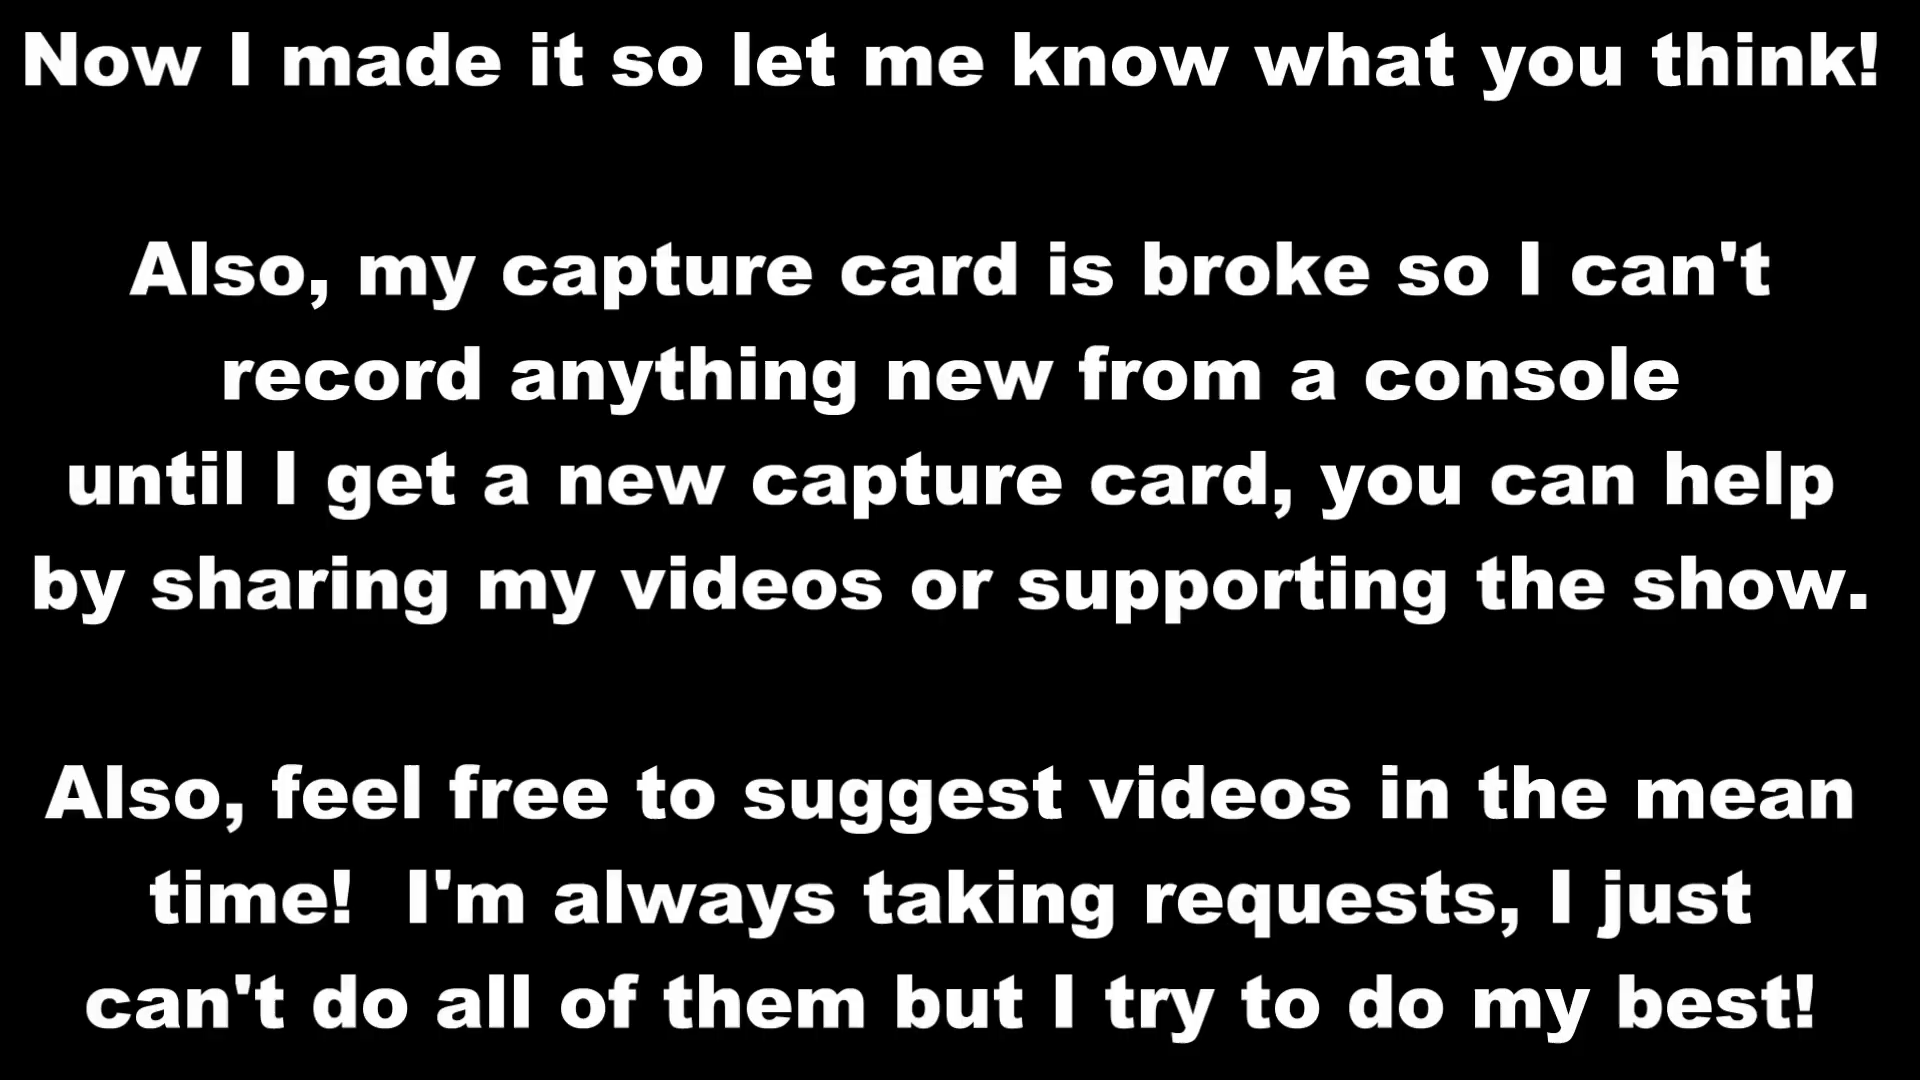 Now I made it so let me know what you think!
Also, my capture card is broke so I can't
record anything new from a console
until I get a new capture card, you can help
by sharing my videos or supporting the show.
Also, feel free to suggest videos in the mean
time!  I'm always taking requests, I just
can't do all of them but I try to do my best!